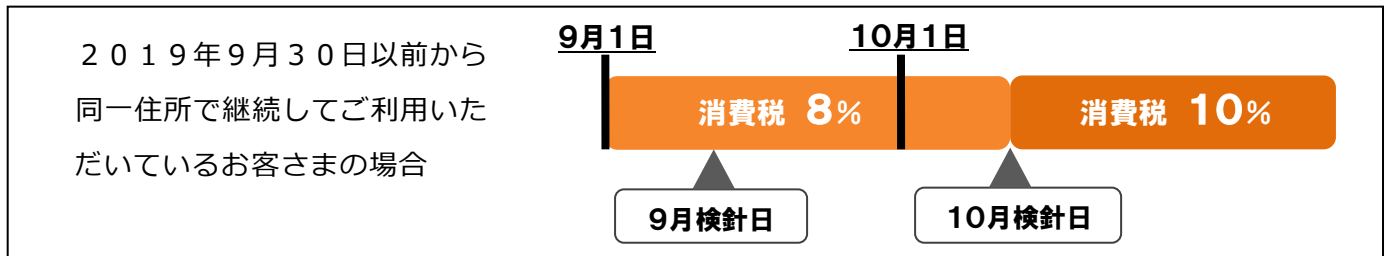 ２０１９年９月３０日以前から
同一住所で継続してご利用いた
だいているお客さまの場合
9月1日
10月1日
消費税 8%
消費税 10%
9月検針日
10月検針日